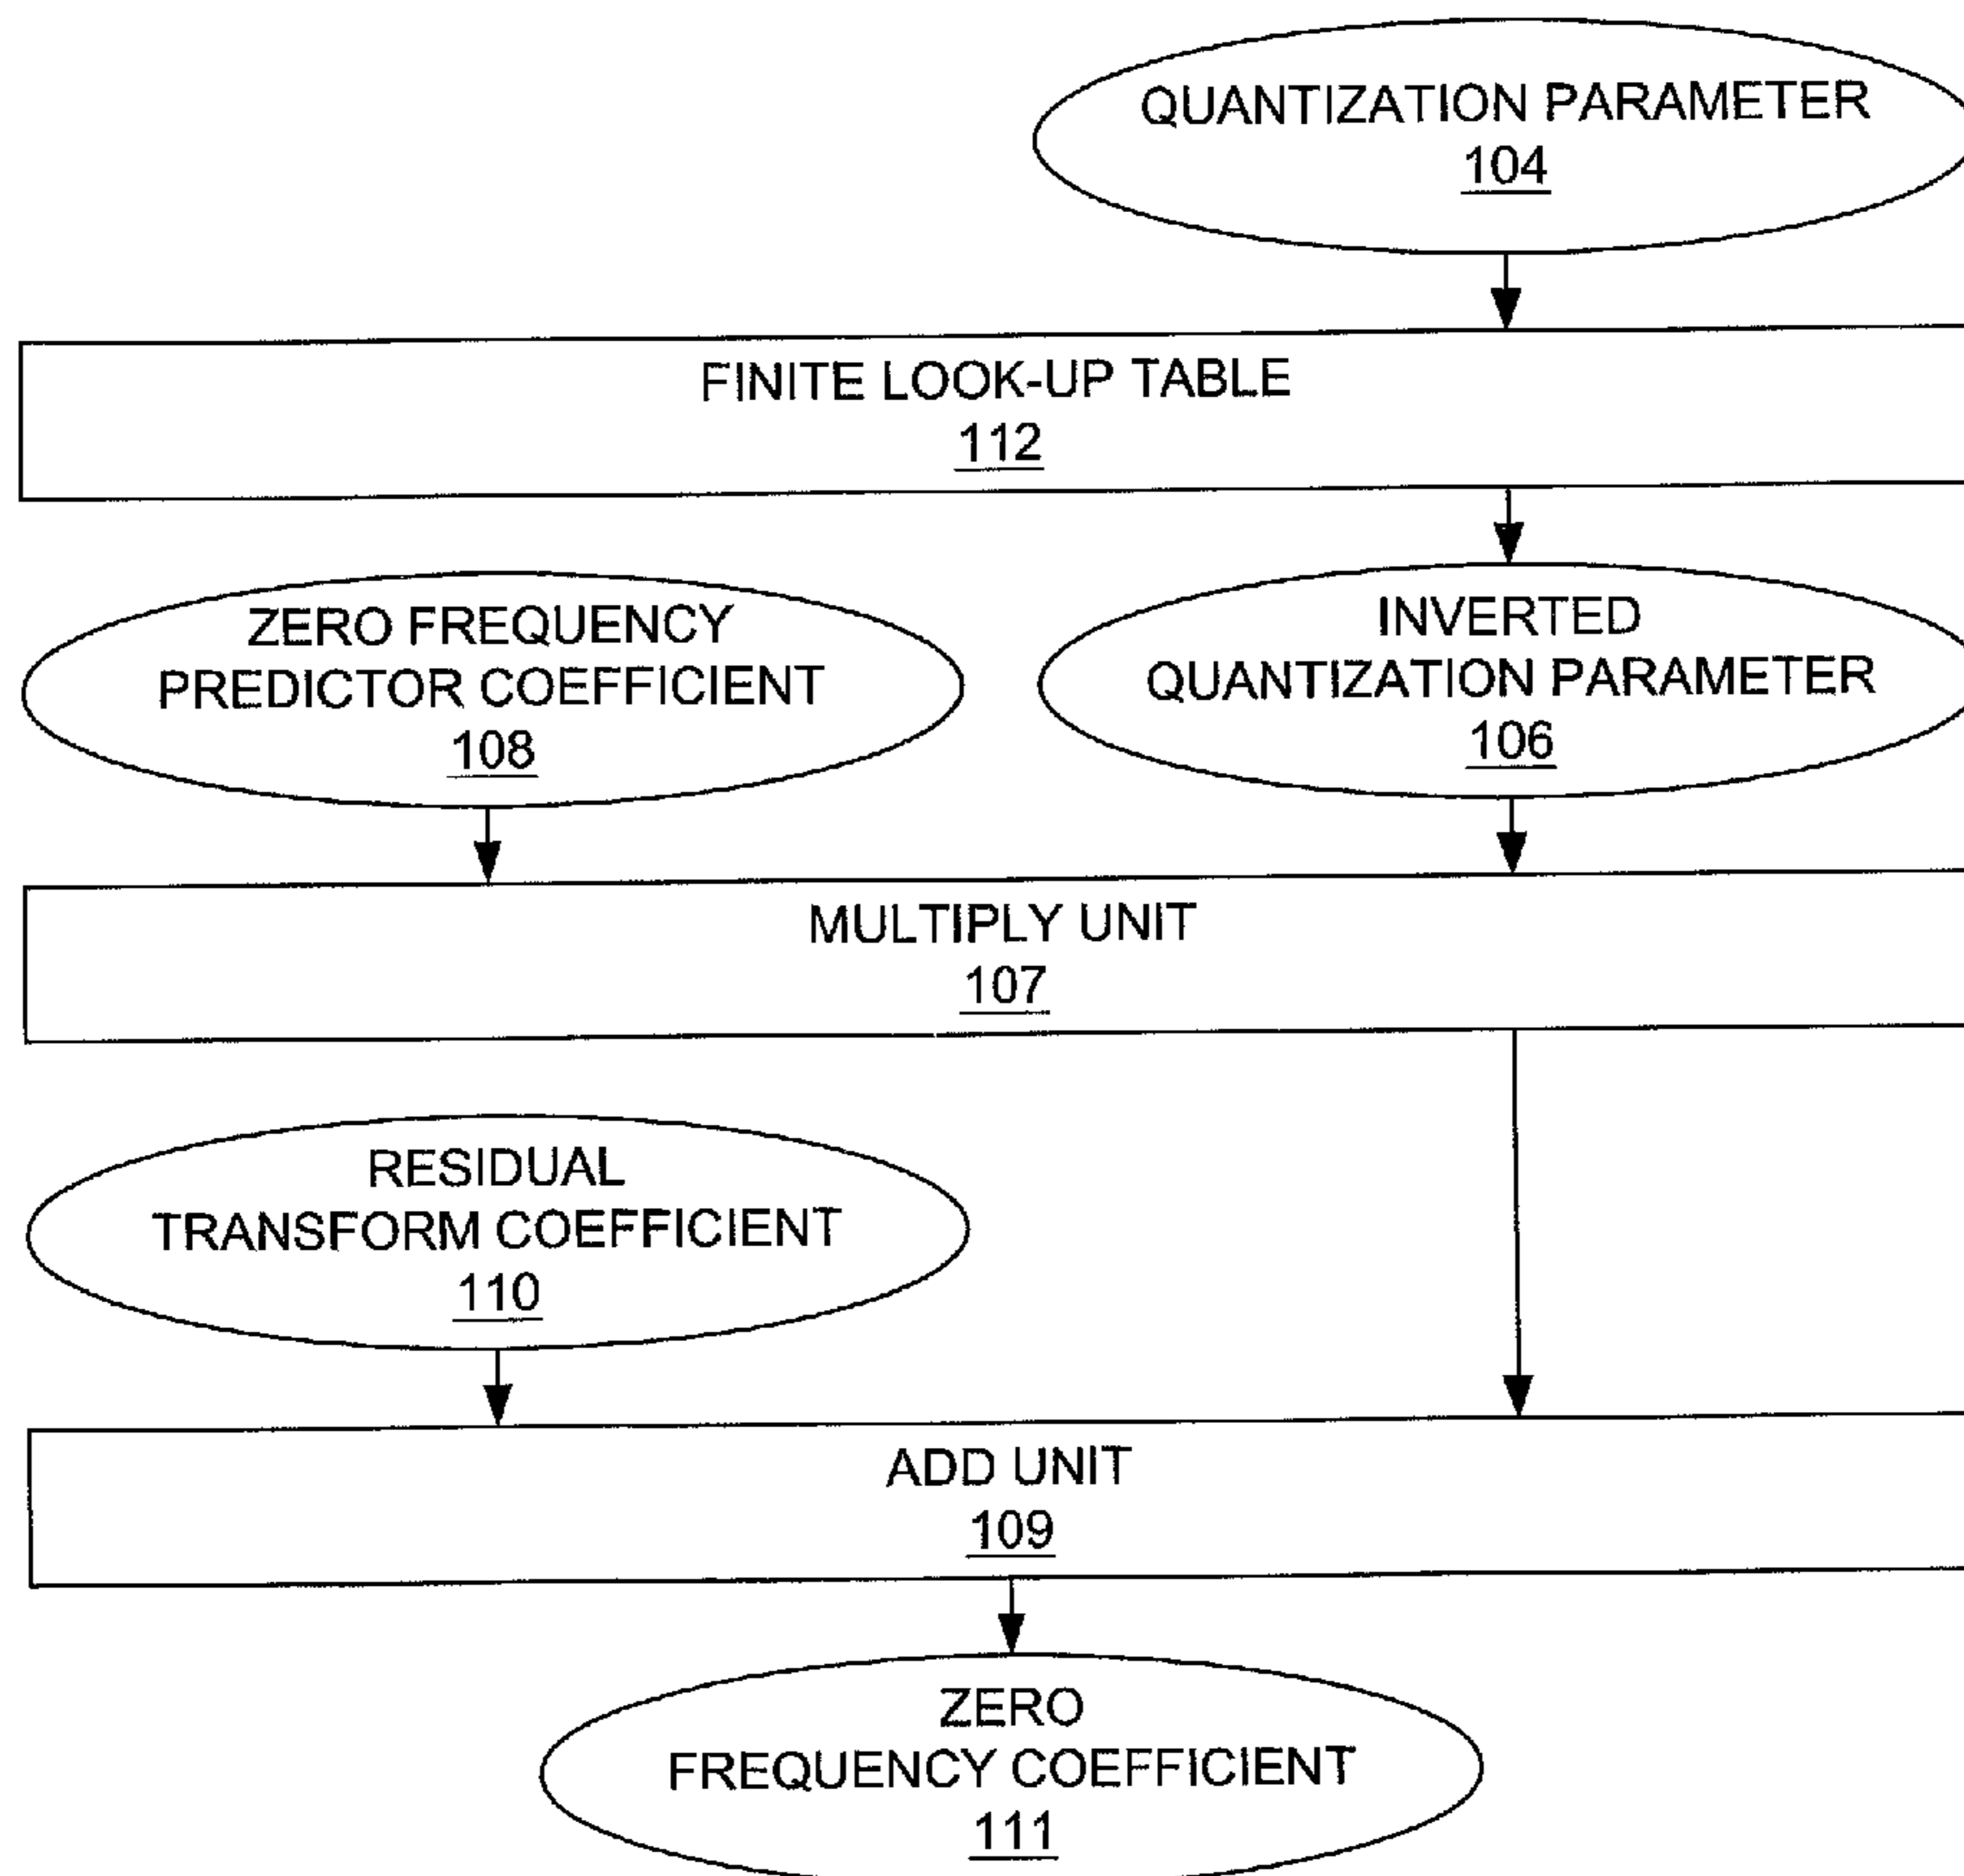 QUANTIZATION PARAMETER
104
FINITE LOOK-UP TABLE
112
ZERO FREQUENCY
PREDICTOR COEFFICIENT
108
INVERTED
QUANTIZATION PARAMETER
106
MULTIPLY UNIT
107
RESIDUAL
TRANSFORM COEFFICIENT
110
ADD UNIT
109
ZERO
FREQUENCY COEFFICIENT
111